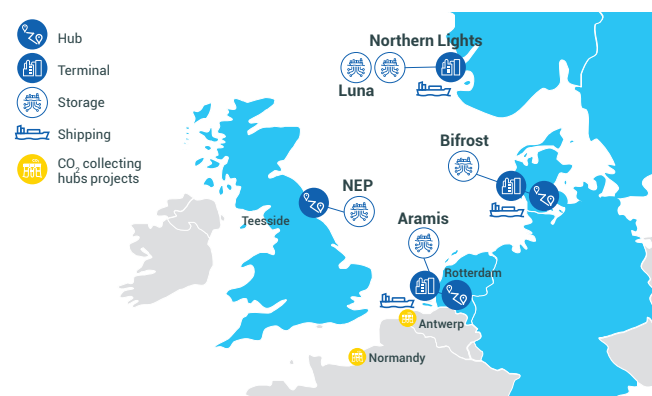 Hub
Terminal
Storage
Shipping
CO₂ collecting
hubs projects
Northern Lights
Luna
Bifrost
NEP
Teesside
Aramis
Rotterdam
Antwerp
Normandy